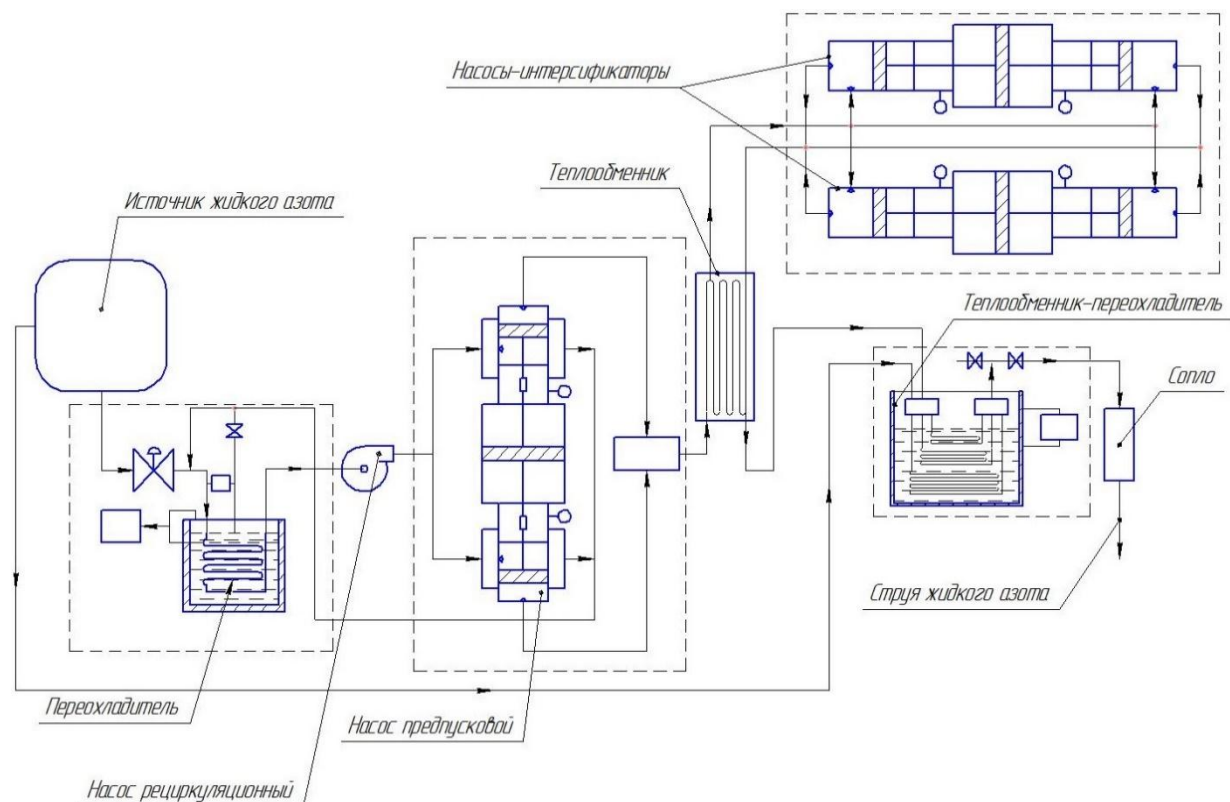 Насосы-интерсификаторы
Теплообменник
Источник жидкого азота
Теплообменник-переохладитель
Сопло
Струя жидкого азота
Переохладитель
Насос предпусковой
Насос рециркуляционный